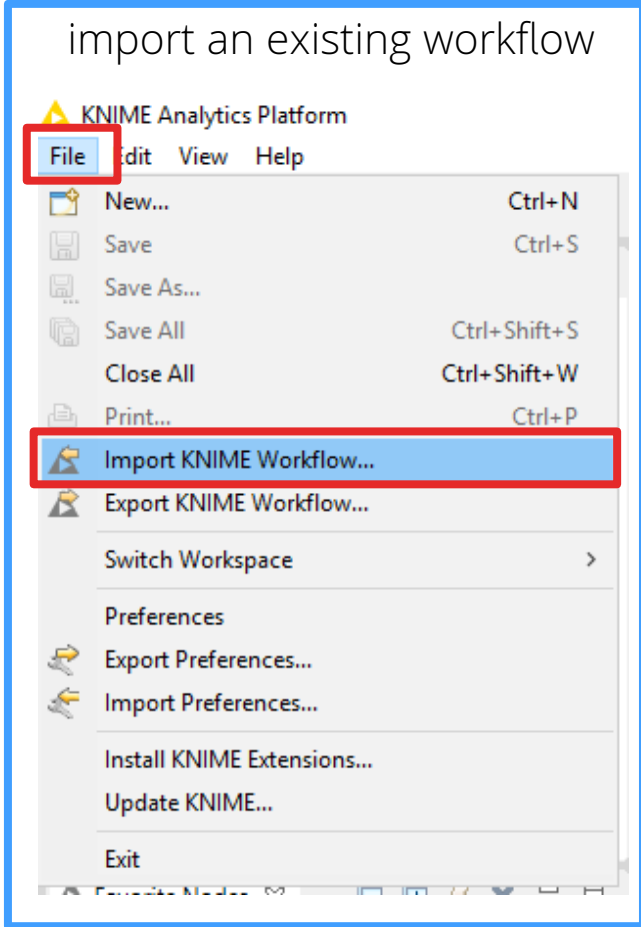 import an existing workflow
KNIME Analytics Platform
File Edit View Help
New... Ctrl+N
Save Ctrl+S
Save As...
Save All Ctrl+Shift+S
Close All Ctrl+Shift+W
Print... Ctrl+P
Import KNIME Workflow...
Export KNIME Workflow...
Switch Workspace >
Preferences
Export Preferences...
Import Preferences...
Install KNIME Extensions...
Update KNIME...
Exit